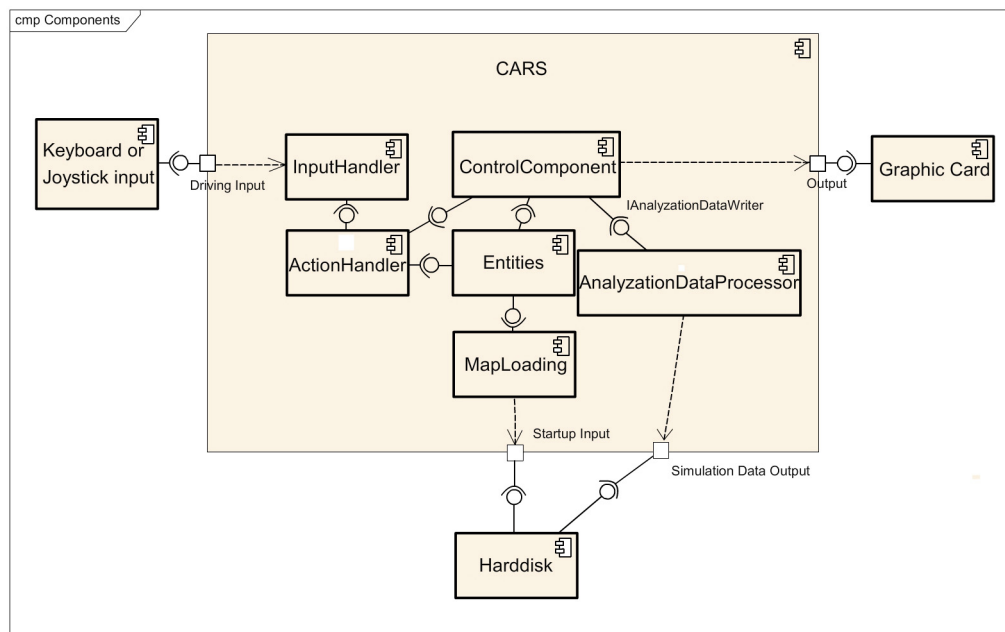 cmp Components
CARS
Keyboard or
Joystick input
Driving Input
InputHandler
ControlComponent
Output
Graphic Card
IAnalyzationDataWriter
ActionHandler
Entities
AnalyzationDataProcessor
MapLoading
Startup Input
Simulation Data Output
Harddisk